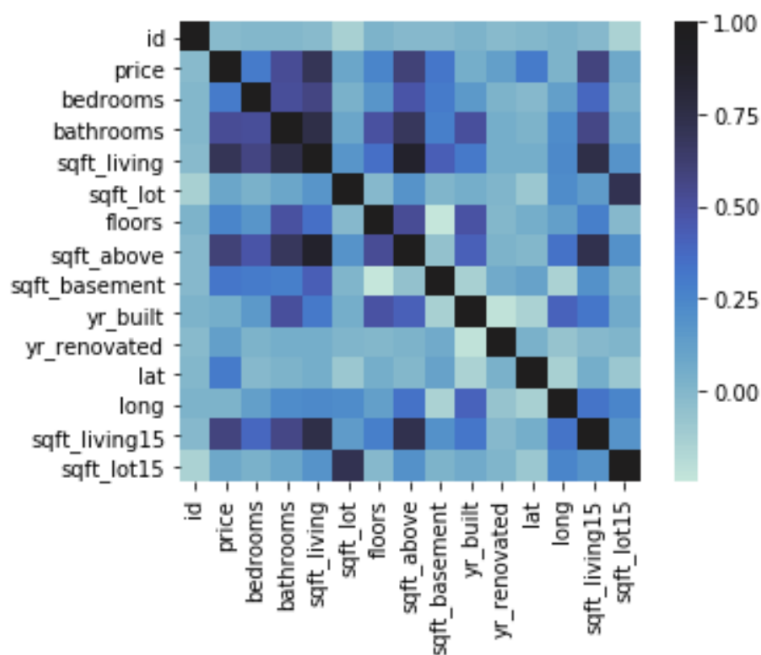 id
price
bedrooms
bathrooms
sqft_living
sqft_lot
floors
sqft_above
sqft_basement
yr_built
yr_renovated
lat
long
sqft_living15
sqft_lot15
id
price
bedrooms
bathrooms
sqft_living
sqft_lot
floors
sqft_above
sqft_basement
yr_built
yr_renovated
lat
long
sqft_living15
sqft_lot15
1.00
0.75
0.50
0.25
0.00